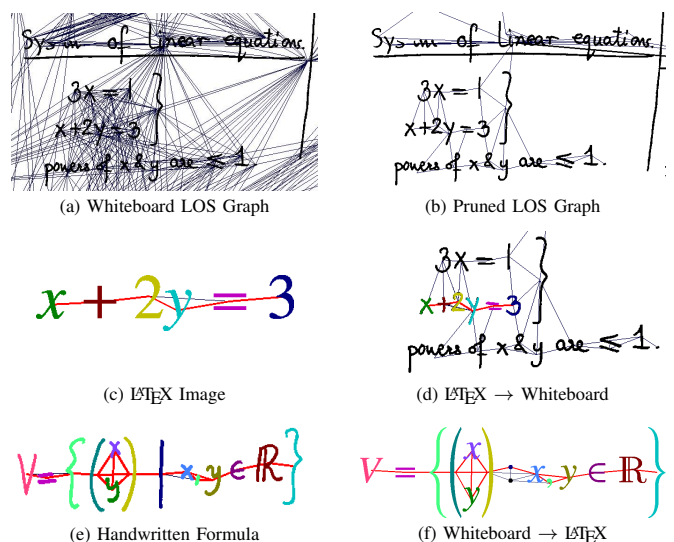 Sys m of Linear equations.
3x = 1
x+2y=3
powers of x & y are ≤ 1.
(a) Whiteboard LOS Graph
Sys m of Linear equations.
3x = 1
x+2y=3
powers of x & y are ≤ 1.
(b) Pruned LOS Graph
x + 2y = 3
(c) LATEX Image
3x = 1
x+2y=3
powers of x & y are ≤ 1.
(d) LATEX → Whiteboard
V = { ( x y ) | x, y ∈ ℝ }
(e) Handwritten Formula
V = { ( x y ) : x, y ∈ ℝ }
(f) Whiteboard → LATEX